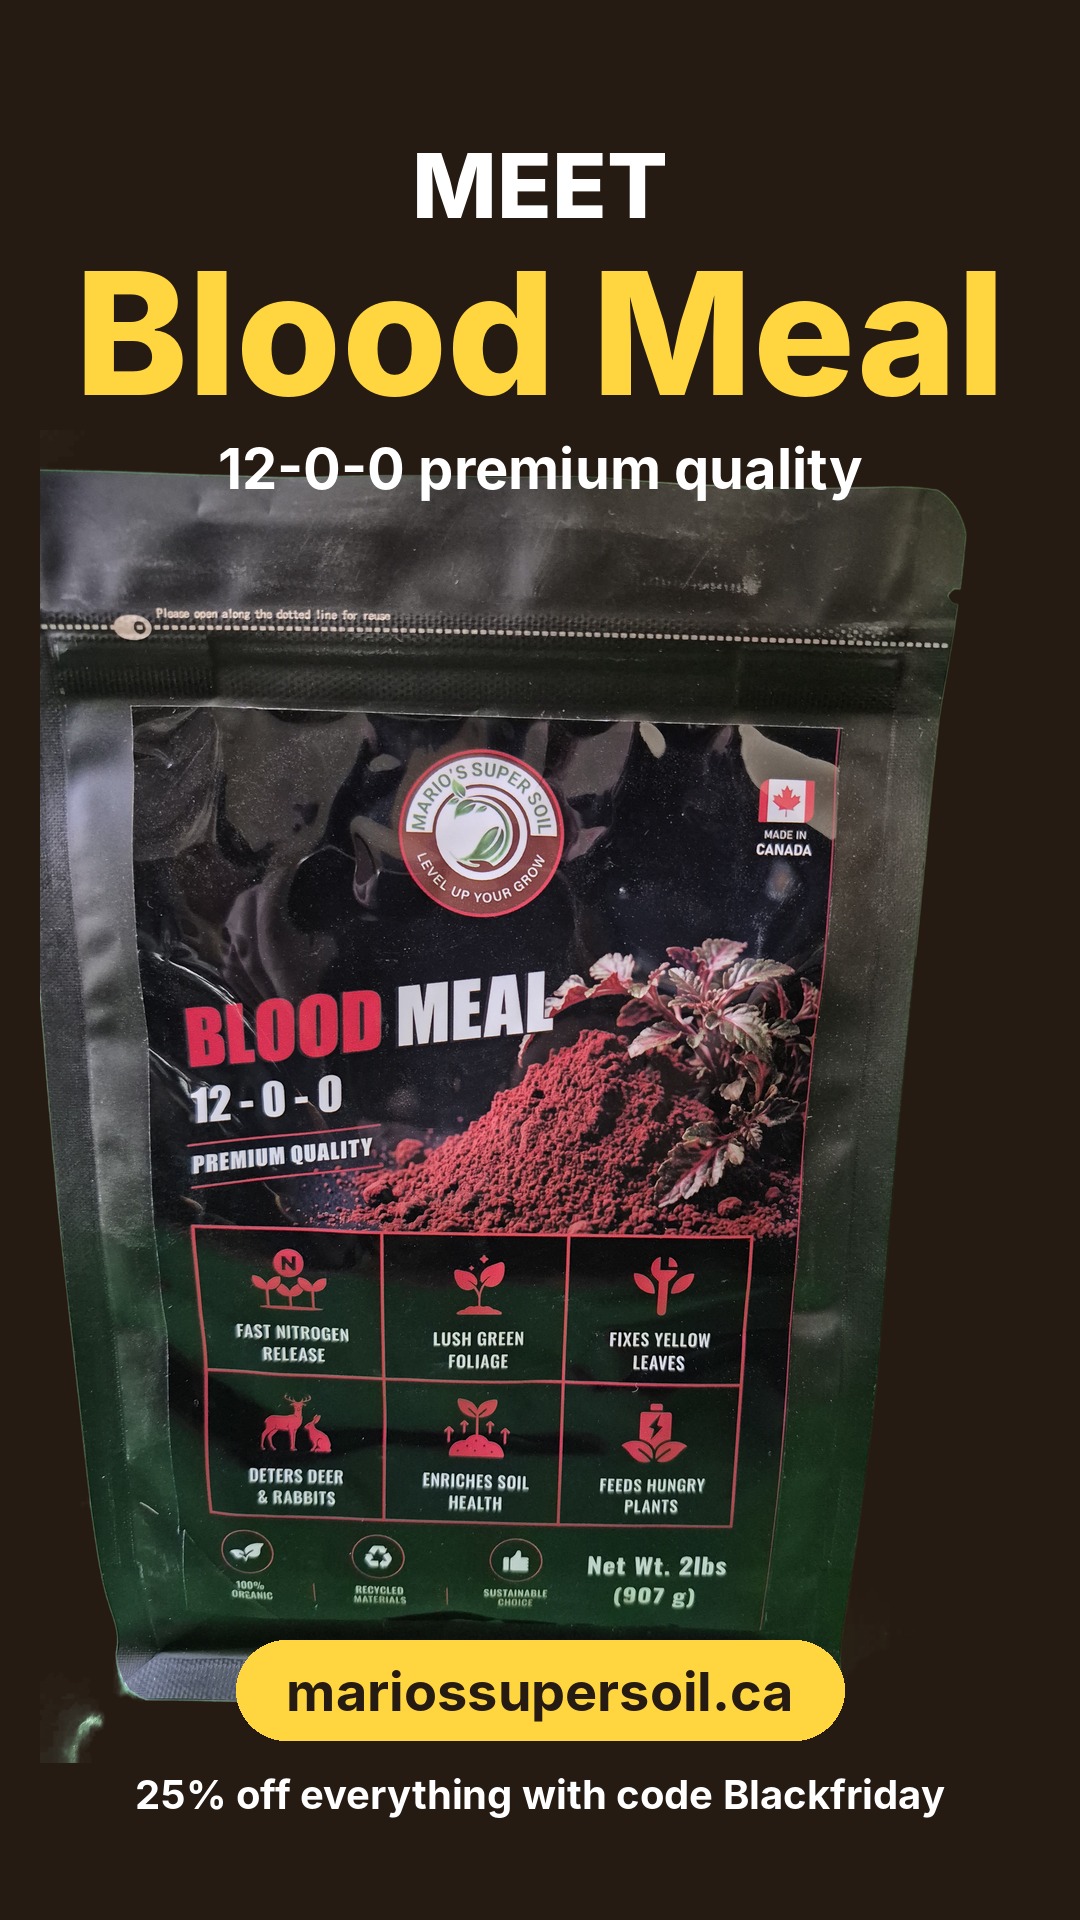 MEET
Blood Meal
12-0-0 premium quality
Please open along the dotted line for reuse
MARIO'S SUPER SOIL
LEVEL UP YOUR GROW
MADE IN
CANADA
BLOOD MEAL
12-0-0
PREMIUM QUALITY
N
FAST NITROGEN
RELEASE
LUSH GREEN
FOLIAGE
FIXES YELLOW
LEAVES
DETERS DEER
& RABBITS
ENRICHES SOIL
HEALTH
FEEDS HUNGRY
PLANTS
100%
ORGANIC
RECYCLED
MATERIALS
SUSTAINABLE
CHOICE
Net Wt. 2lbs
(907 g)
mariossupersoil.ca
25% off everything with code Blackfriday